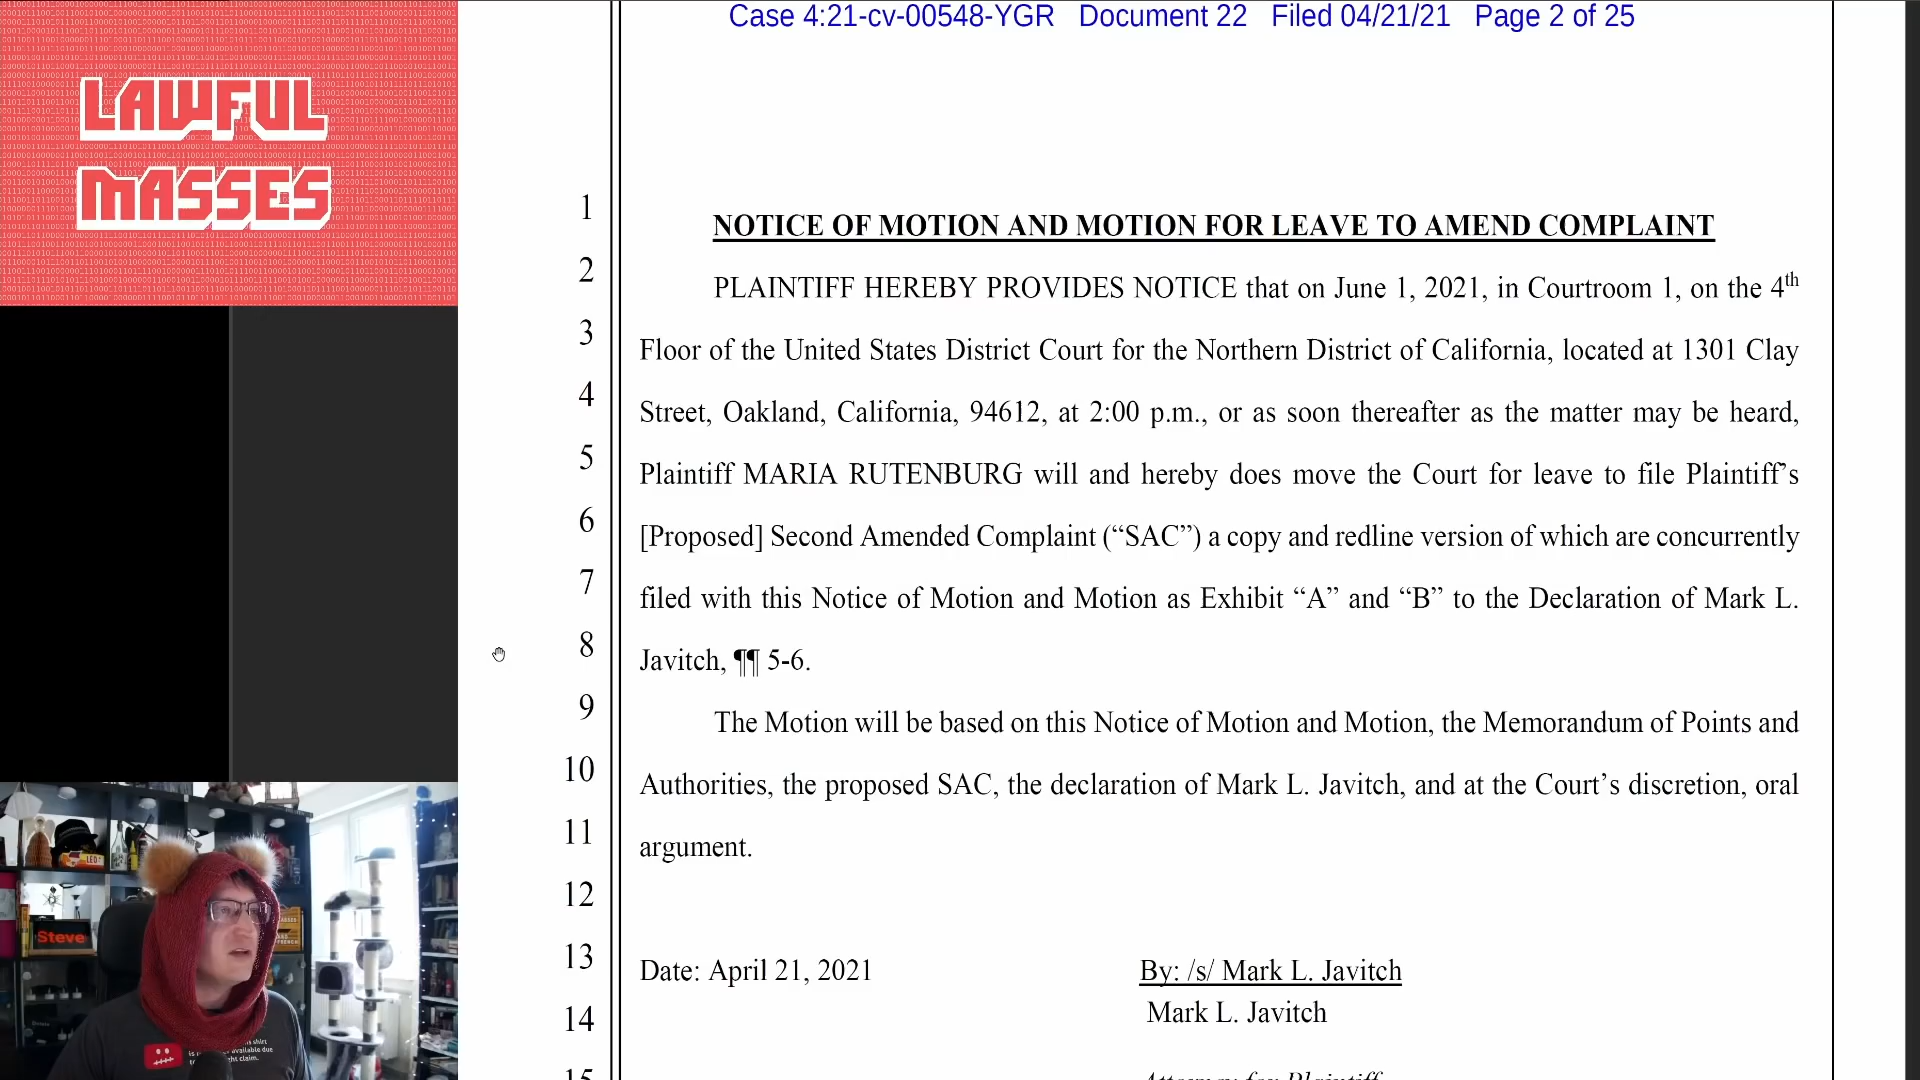 Case 4:21-cv-00548-YGR Document 22 Filed 04/21/21 Page 2 of 25
LAWFUL
MASSES
1
NOTICE OF MOTION AND MOTION FOR LEAVE TO AMEND COMPLAINT
2
PLAINTIFF HEREBY PROVIDES NOTICE that on June 1, 2021, in Courtroom 1, on the 4th
3
Floor of the United States District Court for the Northern District of California, located at 1301 Clay
4
Street, Oakland, California, 94612, at 2:00 p.m., or as soon thereafter as the matter may be heard,
5
Plaintiff MARIA RUTENBURG will and hereby does move the Court for leave to file Plaintiff’s
6
[Proposed] Second Amended Complaint (“SAC”) a copy and redline version of which are concurrently
7
filed with this Notice of Motion and Motion as Exhibit “A” and “B” to the Declaration of Mark L.
8
Javitch, ¶¶ 5-6.
9
The Motion will be based on this Notice of Motion and Motion, the Memorandum of Points and
10
Authorities, the proposed SAC, the declaration of Mark L. Javitch, and at the Court’s discretion, oral
11
argument.
12
13
Date: April 21, 2021
By: /s/ Mark L. Javitch
14
Mark L. Javitch
15
Attorney for Plaintiff
LED
Steve
shirt
available due
claim.